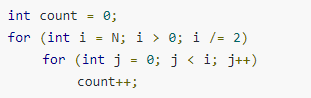 int count = 0;
for (int i = N; i > 0; i /= 2)
    for (int j = 0; j < i; j++)
        count++;